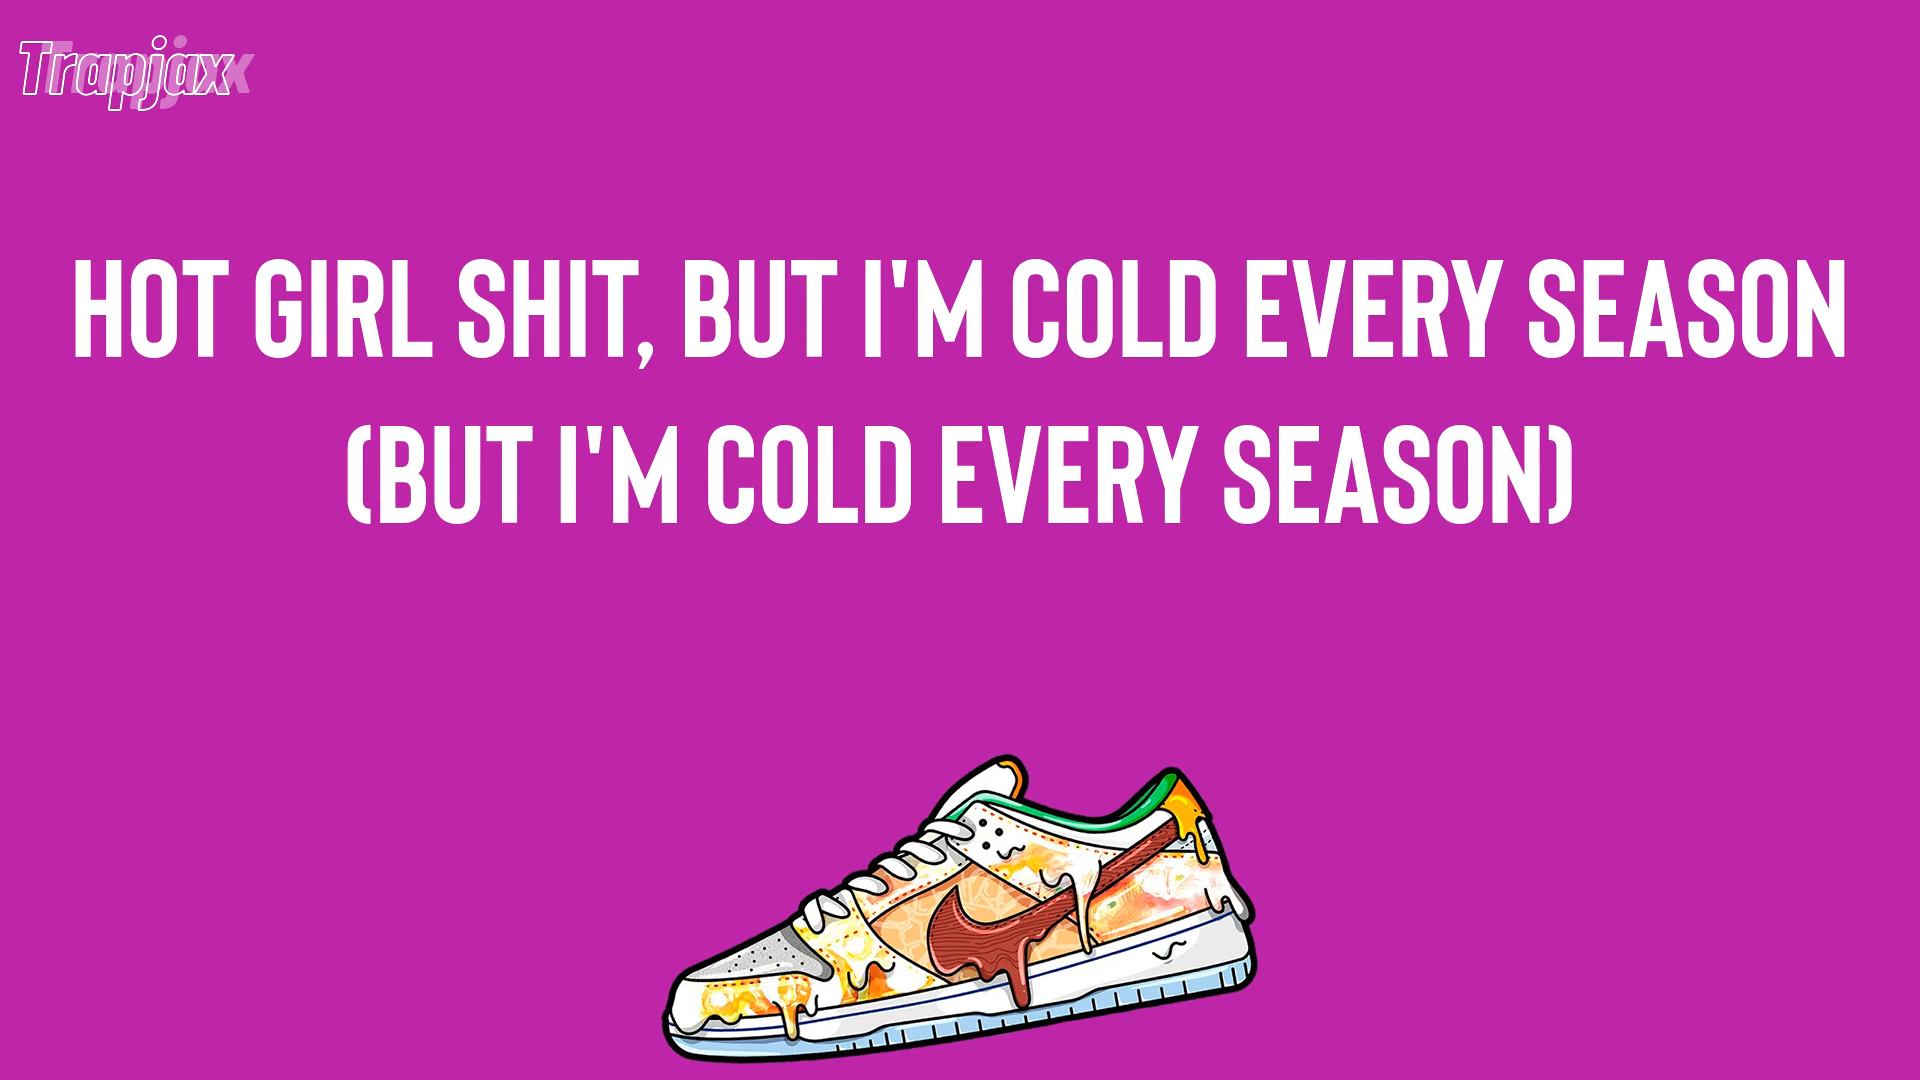 Trapjax
HOT GIRL SHIT, BUT I'M COLD EVERY SEASON
(BUT I'M COLD EVERY SEASON)